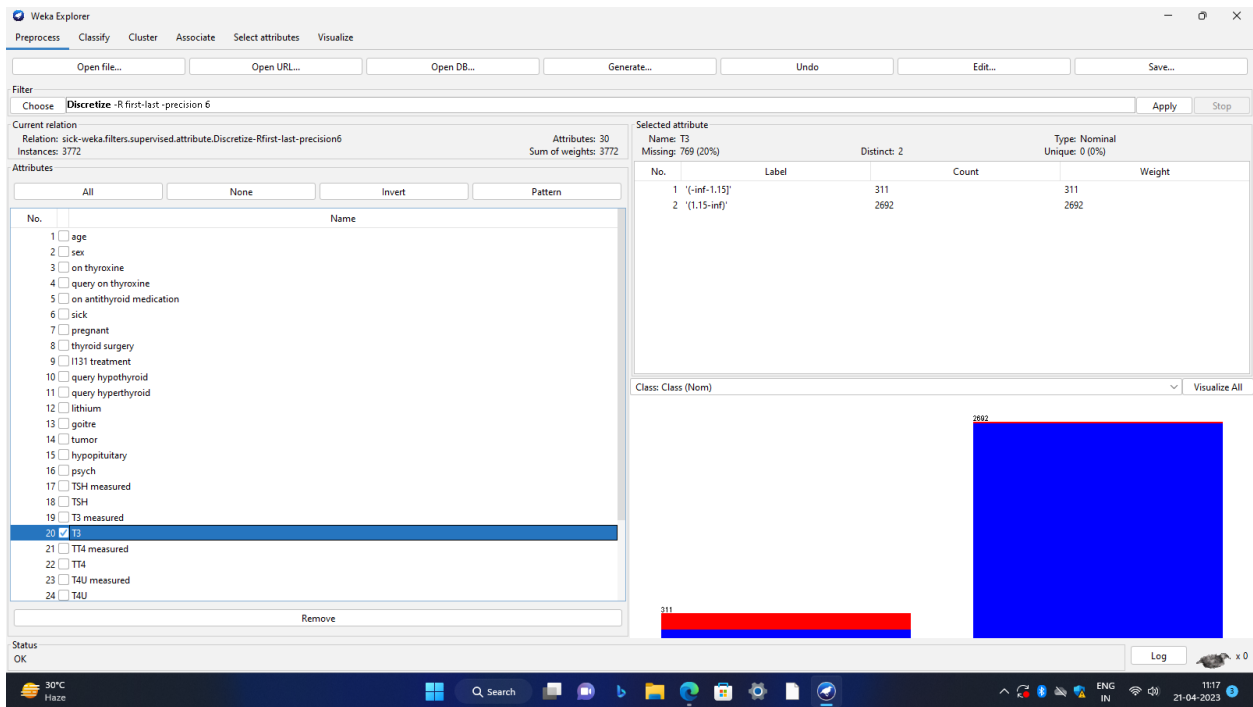 Weka Explorer
Preprocess Classify Cluster Associate Select attributes Visualize
Open file... Open URL... Open DB... Generate... Undo Edit... Save...
Filter
Choose Discretize -R first-last -precision 6 Apply Stop
Current relation
Relation: sick-weka.filters.supervised.attribute.Discretize-Rfirst-last-precision6 Attributes: 30
Instances: 3772 Sum of weights: 3772
Attributes
All None Invert Pattern
No. Name
1 age
2 sex
3 on thyroxine
4 query on thyroxine
5 on antithyroid medication
6 sick
7 pregnant
8 thyroid surgery
9 I131 treatment
10 query hypothyroid
11 query hyperthyroid
12 lithium
13 goitre
14 tumor
15 hypopituitary
16 psych
17 TSH measured
18 TSH
19 T3 measured
20 T3
21 TT4 measured
22 TT4
23 T4U measured
24 T4U
Remove
Selected attribute
Name: T3 Type: Nominal
Missing: 769 (20%) Distinct: 2 Unique: 0 (0%)
No. Label Count Weight
1 '(-inf-1.15]' 311 311
2 '(1.15-inf)' 2692 2692
Class: Class (Nom) Visualize All
2692
311
Status
OK Log x 0
30°C
Haze
Search
ENG
IN
11:17
21-04-2023
3